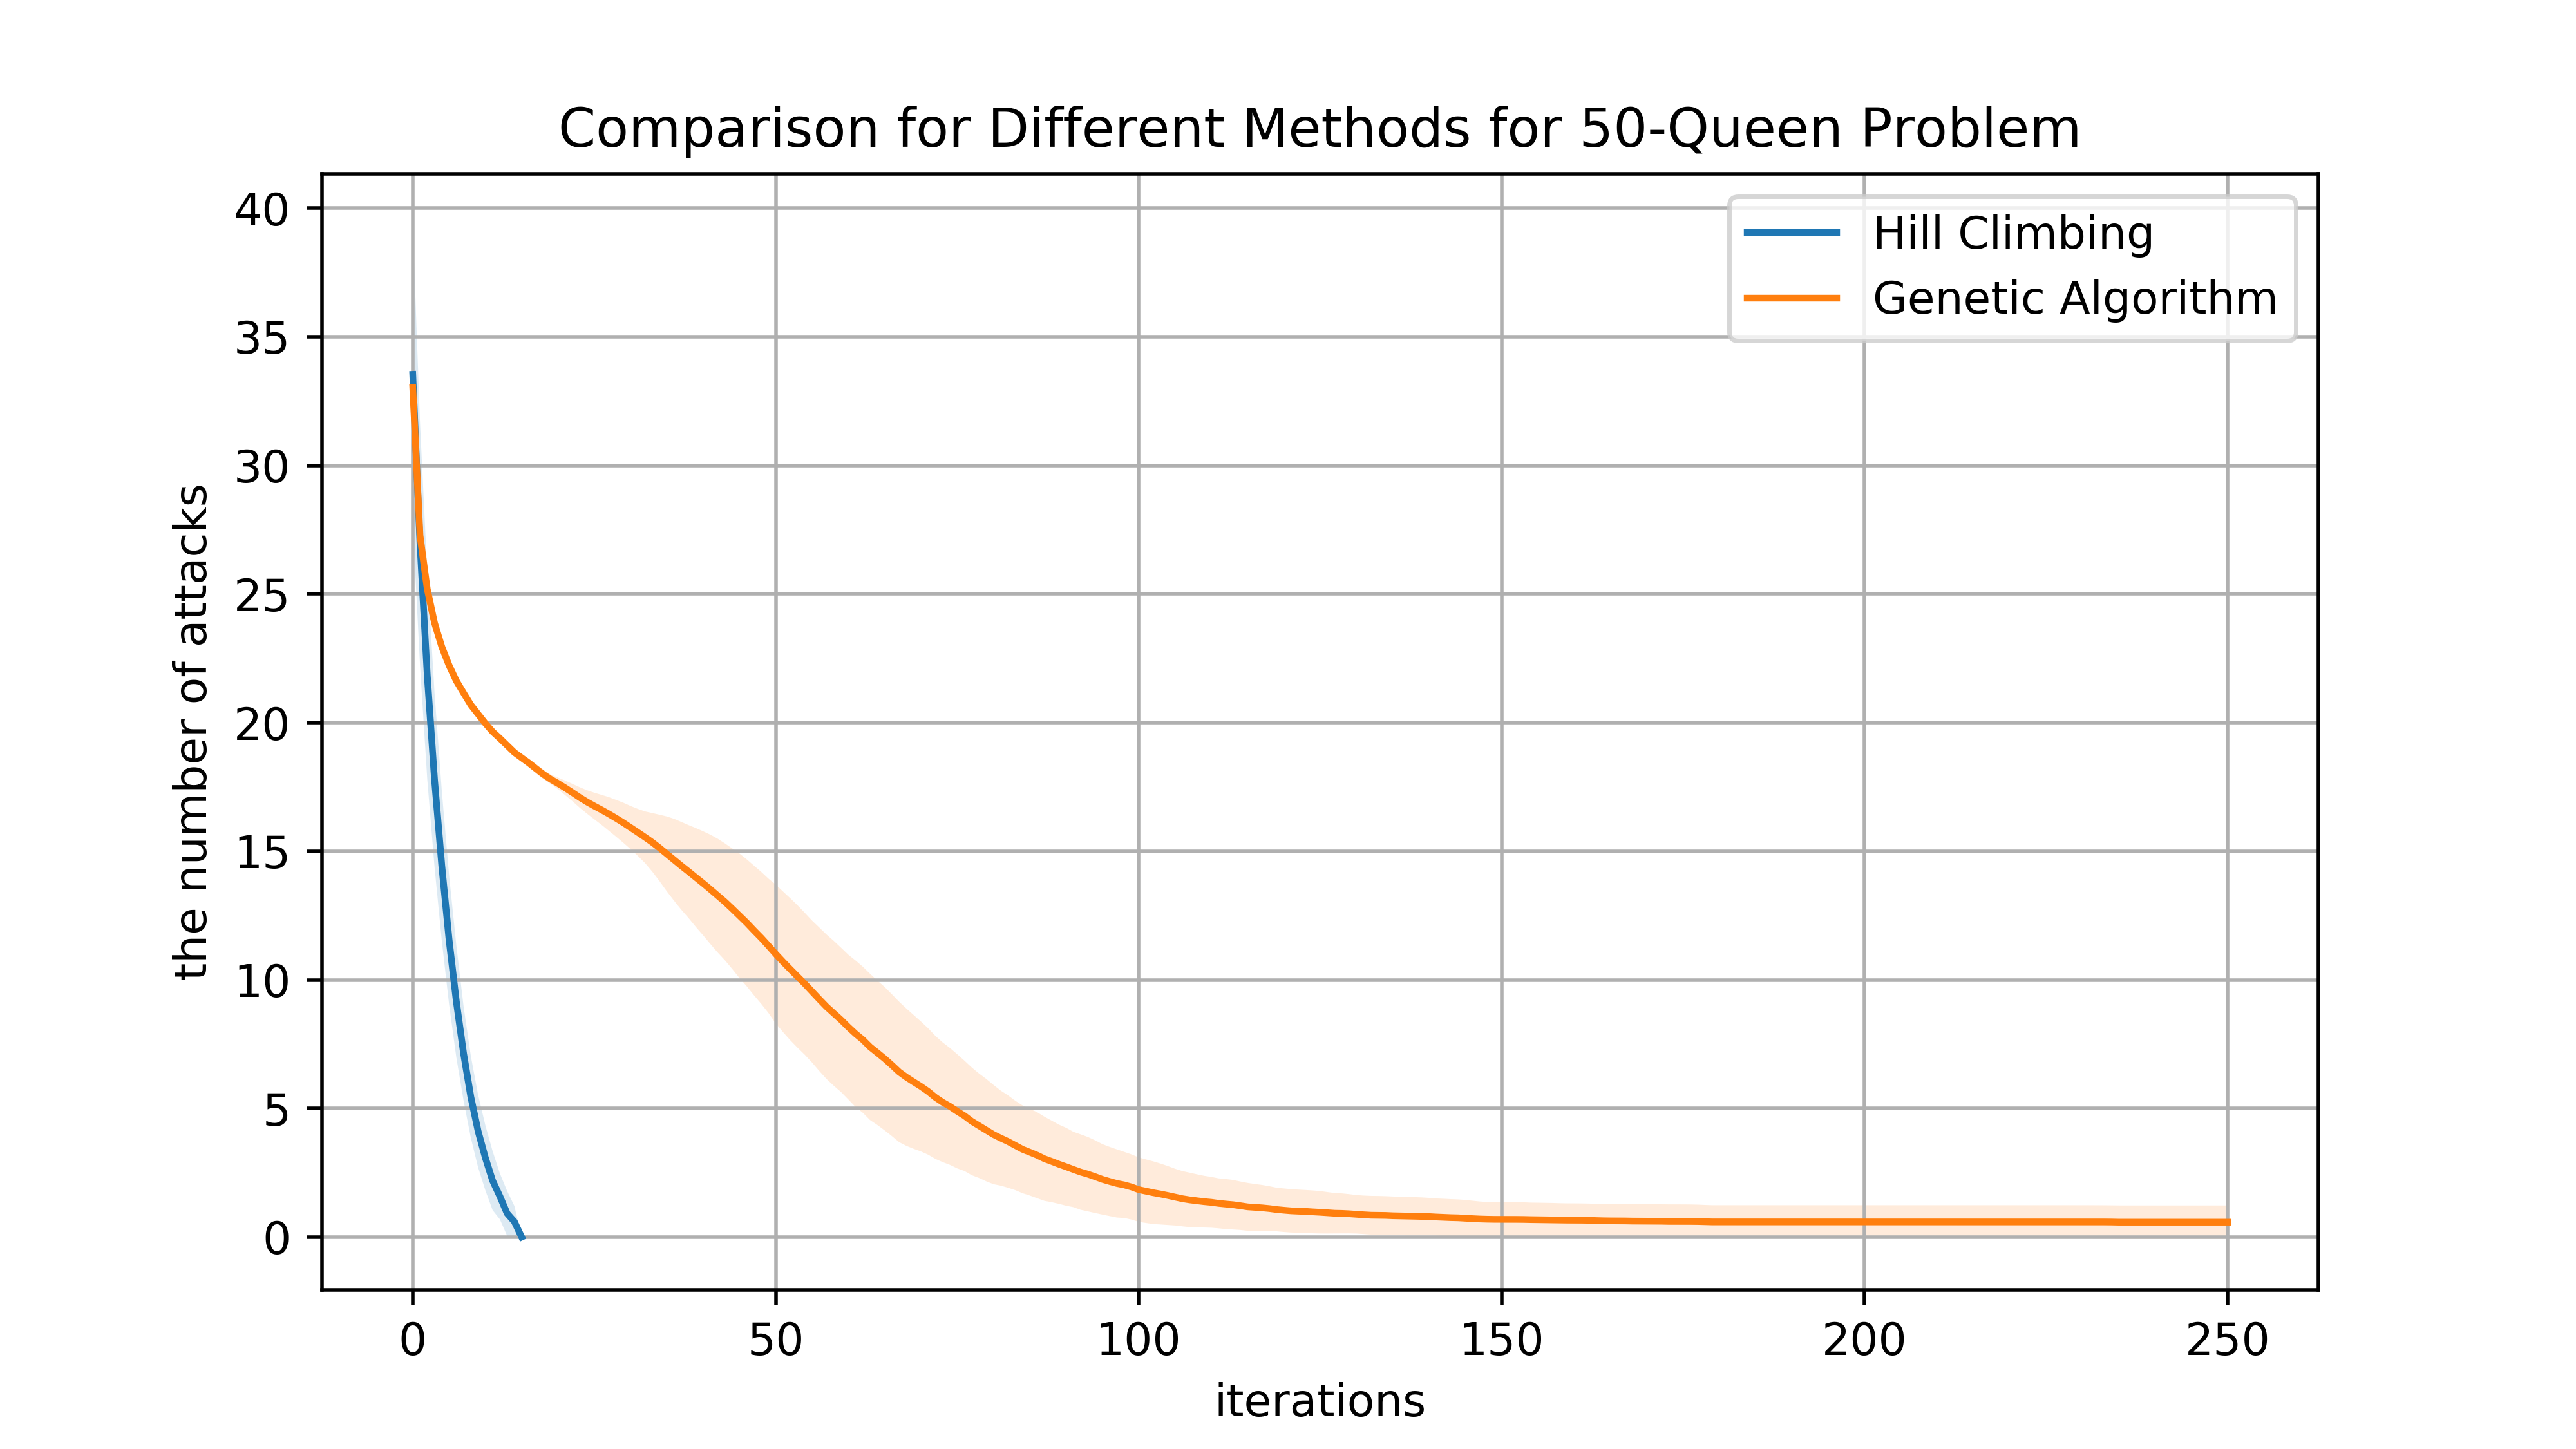 Comparison for Different Methods for 50-Queen Problem
Hill Climbing
Genetic Algorithm
the number of attacks
40
35
30
25
20
15
10
5
0
0 50 100 150 200 250
iterations